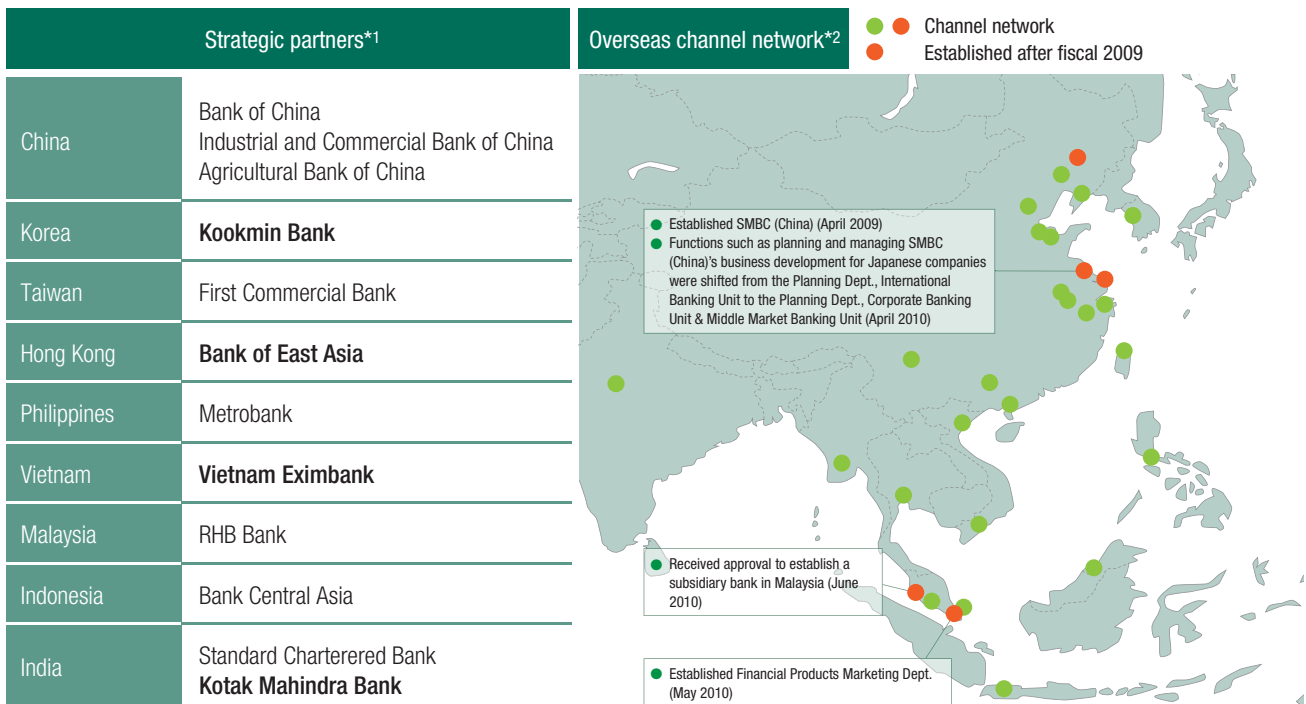 Strategic partners*1
China
Bank of China
Industrial and Commercial Bank of China
Agricultural Bank of China
Korea
Kookmin Bank
Taiwan
First Commercial Bank
Hong Kong
Bank of East Asia
Philippines
Metrobank
Vietnam
Vietnam Eximbank
Malaysia
RHB Bank
Indonesia
Bank Central Asia
India
Standard Charterered Bank
Kotak Mahindra Bank
Overseas channel network*2
Channel network
Established after fiscal 2009
Established SMBC (China) (April 2009)
Functions such as planning and managing SMBC
(China)'s business development for Japanese companies
were shifted from the Planning Dept., International
Banking Unit to the Planning Dept., Corporate Banking
Unit & Middle Market Banking Unit (April 2010)
Received approval to establish a
subsidiary bank in Malaysia (June
2010)
Established Financial Products Marketing Dept.
(May 2010)